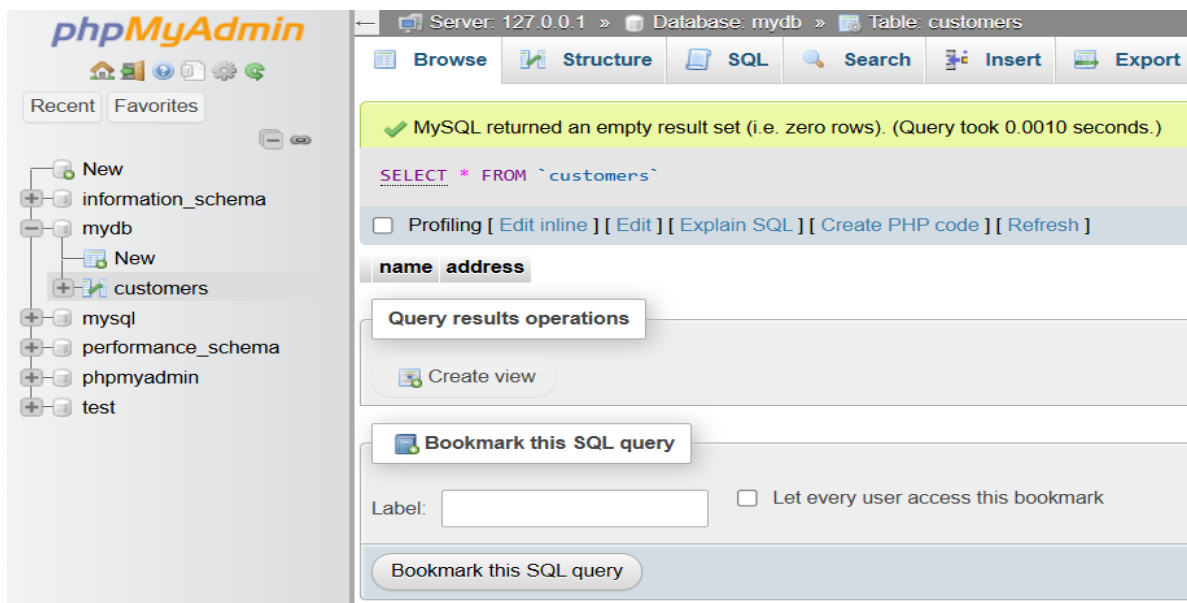 phpMyAdmin
Recent Favorites
New
information_schema
mydb
New
customers
mysql
performance_schema
phpmyadmin
test
← Server: 127.0.0.1 » Database: mydb » Table: customers
Browse Structure SQL Search Insert Export
MySQL returned an empty result set (i.e. zero rows). (Query took 0.0010 seconds.)
SELECT * FROM `customers`
Profiling [ Edit inline ] [ Edit ] [ Explain SQL ] [ Create PHP code ] [ Refresh ]
name address
Query results operations
Create view
Bookmark this SQL query
Label: Let every user access this bookmark
Bookmark this SQL query